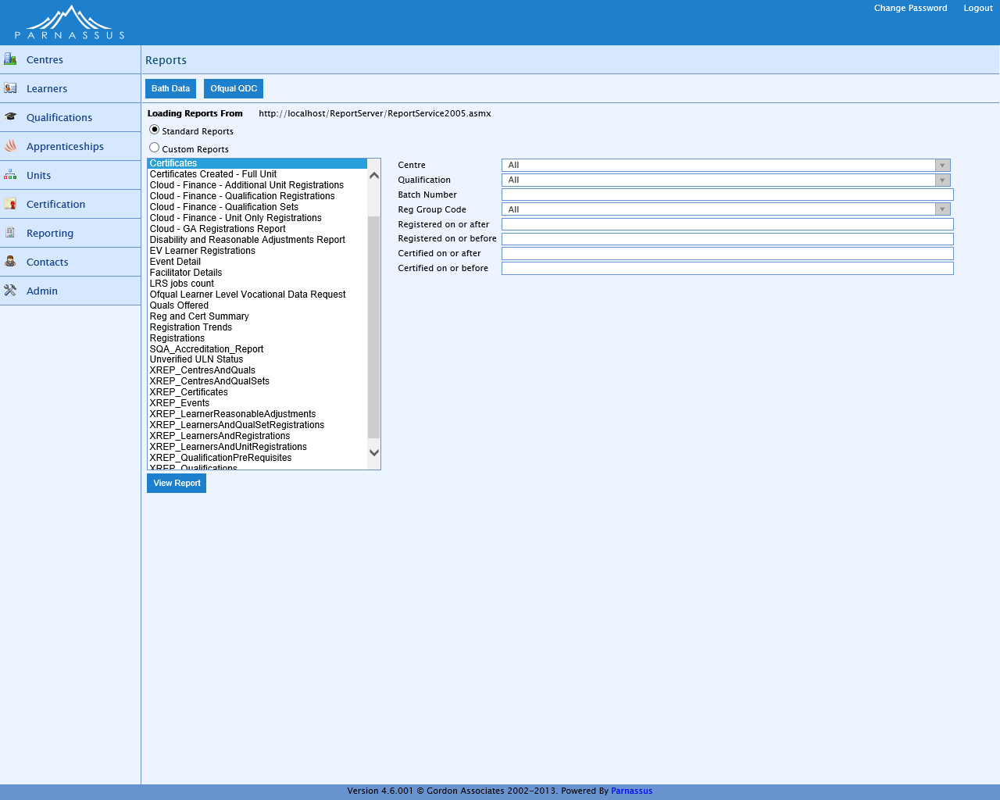 Change Password Logout
PARNASSUS
Centres
Learners
Qualifications
Apprenticeships
Units
Certification
Reporting
Contacts
Admin
Reports
Bath Data Ofqual QDC
Loading Reports From http://localhost/ReportServer/ReportService2005.asmx
Standard Reports
Custom Reports
Certificates
Certificates Created - Full Unit
Cloud - Finance - Additional Unit Registrations
Cloud - Finance - Qualification Registrations
Cloud - Finance - Qualification Sets
Cloud - Finance - Unit Only Registrations
Cloud - GA Registrations Report
Disability and Reasonable Adjustments Report
EV Learner Registrations
Event Detail
Facilitator Details
LRS jobs count
Ofqual Learner Level Vocational Data Request
Quals Offered
Reg and Cert Summary
Registration Trends
Registrations
SQA_Accreditation_Report
Unverified ULN Status
XREP_CentresAndQuals
XREP_CentresAndQualSets
XREP_Certificates
XREP_Events
XREP_LearnerReasonableAdjustments
XREP_LearnersAndQualSetRegistrations
XREP_LearnersAndRegistrations
XREP_LearnersAndUnitRegistrations
XREP_QualificationPreRequisites
XREP_Qualifications
View Report
Centre All
Qualification All
Batch Number
Reg Group Code All
Registered on or after
Registered on or before
Certified on or after
Certified on or before
Version 4.6.001 © Gordon Associates 2002-2013. Powered By Parnassus